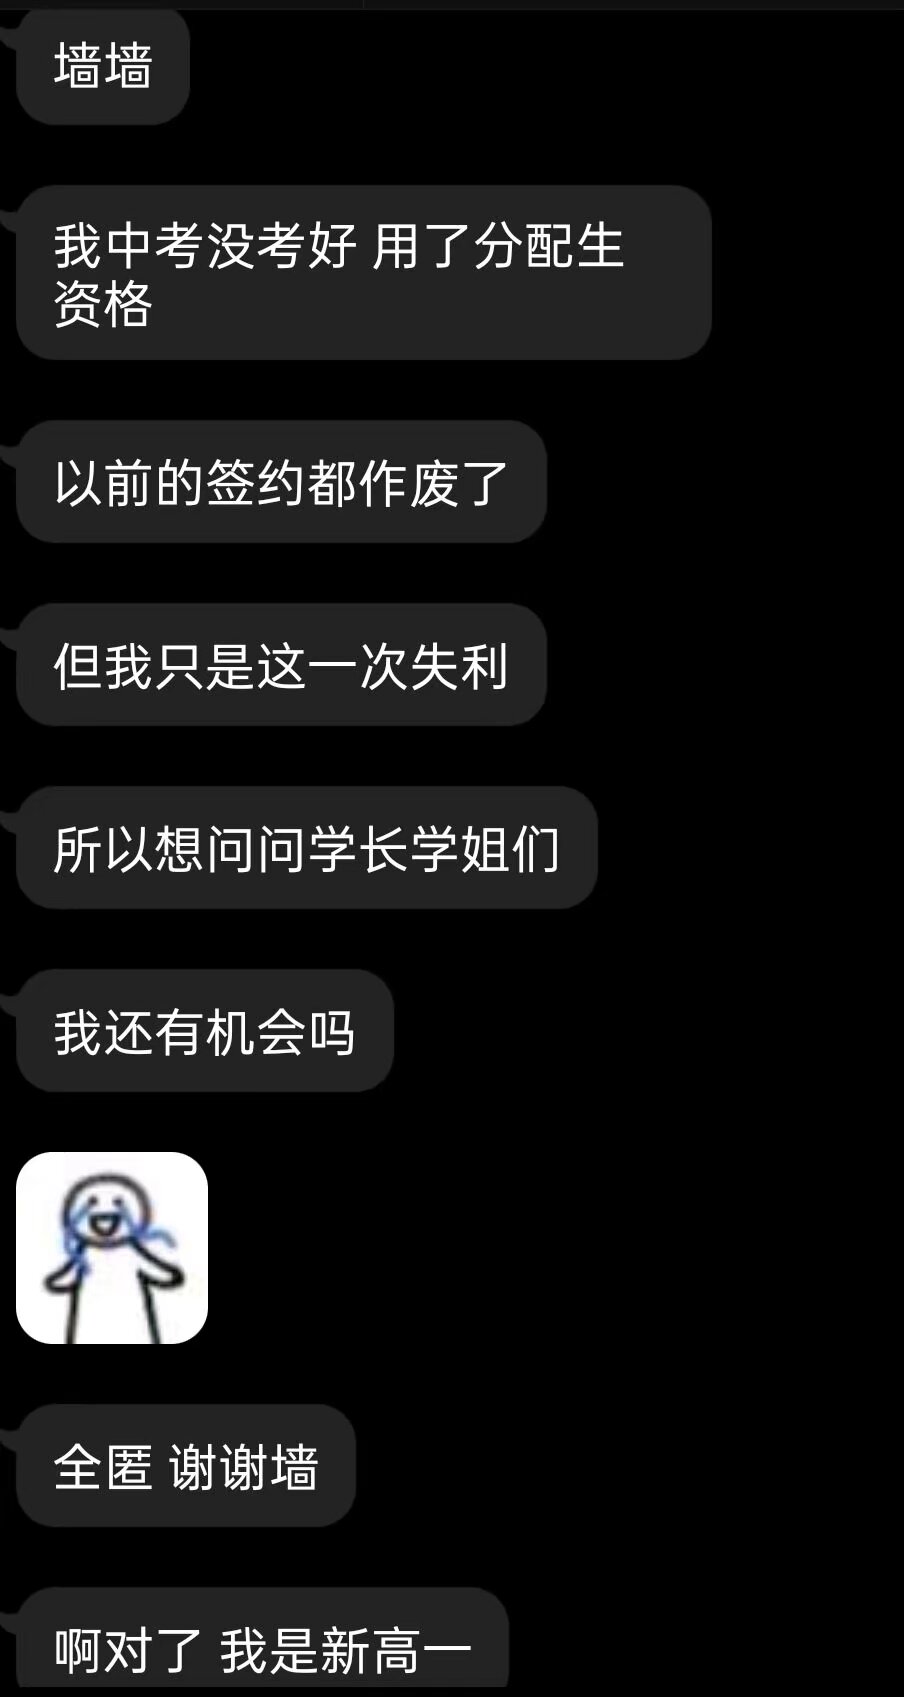 墙墙
我中考没考好 用了分配生
资格
以前的签约都作废了
但我只是这一次失利
所以想问问学长学姐们
我还有机会吗
全匿 谢谢墙
啊对了 我是新高一